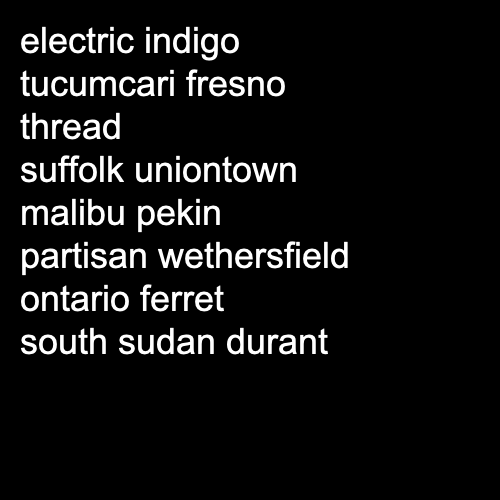 electric indigo
tucumcari fresno
thread
suffolk uniontown
malibu pekin
partisan wethersfield
ontario ferret
south sudan durant